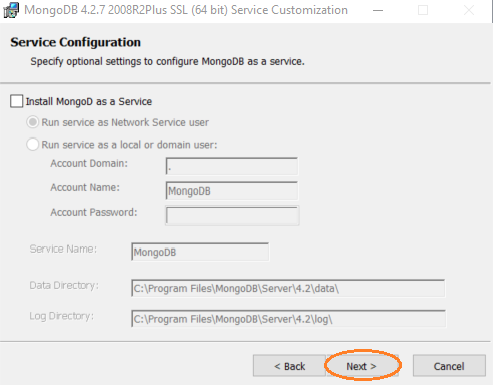 MongoDB 4.2.7 2008R2Plus SSL (64 bit) Service Customization
Service Configuration
Specify optional settings to configure MongoDB as a service.
Install MongoD as a Service
Run service as Network Service user
Run service as a local or domain user:
Account Domain: .
Account Name: MongoDB
Account Password:
Service Name: MongoDB
Data Directory: C:\Program Files\MongoDB\Server\4.2\data\
Log Directory: C:\Program Files\MongoDB\Server\4.2\log\
< Back Next > Cancel